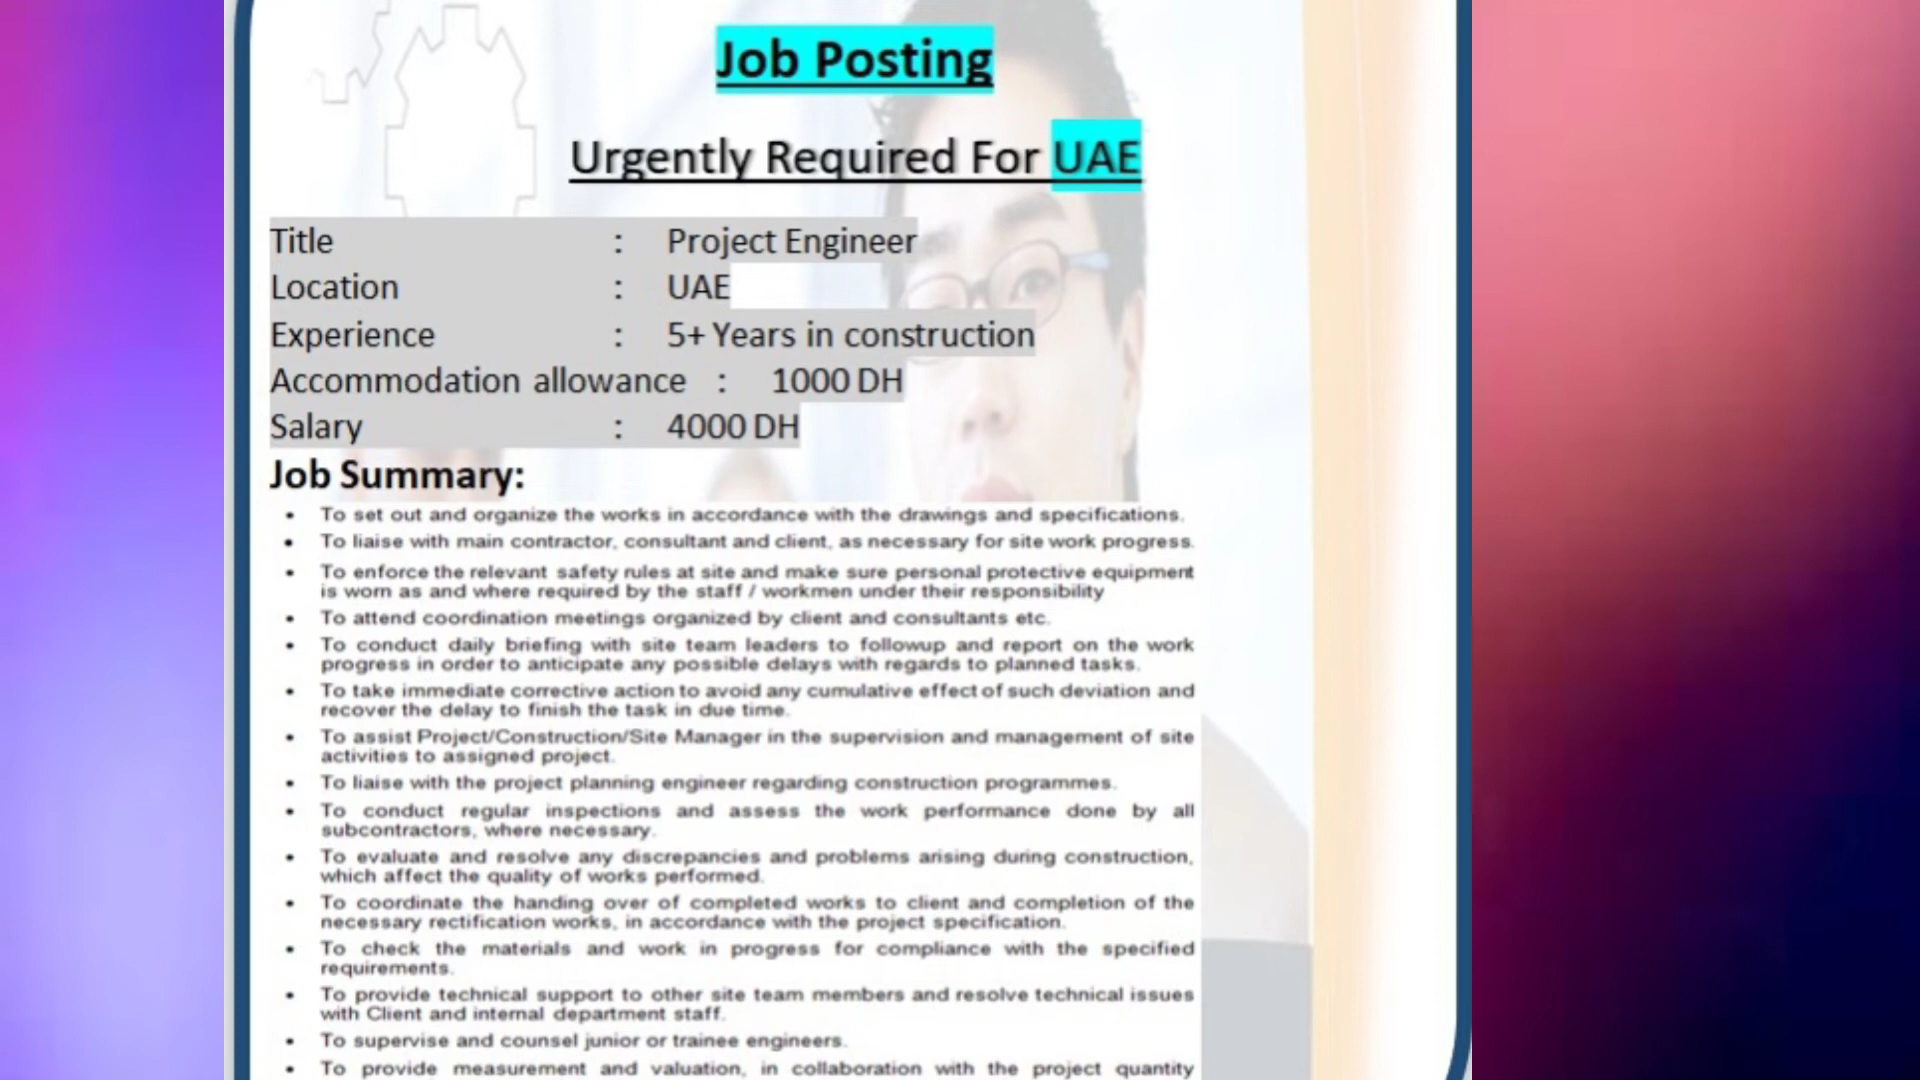 Job Posting
Urgently Required For UAE
Title : Project Engineer
Location : UAE
Experience : 5+ Years in construction
Accommodation allowance : 1000 DH
Salary : 4000 DH
Job Summary:
• To set out and organize the works in accordance with the drawings and specifications.
• To liaise with main contractor, consultant and client, as necessary for site work progress.
• To enforce the relevant safety rules at site and make sure personal protective equipment
is worn as and where required by the staff / workmen under their responsibility
• To attend coordination meetings organized by client and consultants etc.
• To conduct daily briefing with site team leaders to followup and report on the work
progress in order to anticipate any possible delays with regards to planned tasks.
• To take immediate corrective action to avoid any cumulative effect of such deviation and
recover the delay to finish the task in due time.
• To assist Project/Construction/Site Manager in the supervision and management of site
activities to assigned project.
• To liaise with the project planning engineer regarding construction programmes.
• To conduct regular inspections and assess the work performance done by all
subcontractors, where necessary.
• To evaluate and resolve any discrepancies and problems arising during construction,
which affect the quality of works performed.
• To coordinate the handing over of completed works to client and completion of the
necessary rectification works, in accordance with the project specification.
• To check the materials and work in progress for compliance with the specified
requirements.
• To provide technical support to other site team members and resolve technical issues
with Client and internal department staff.
• To supervise and counsel junior or trainee engineers.
• To provide measurement and valuation, in collaboration with the project quantity